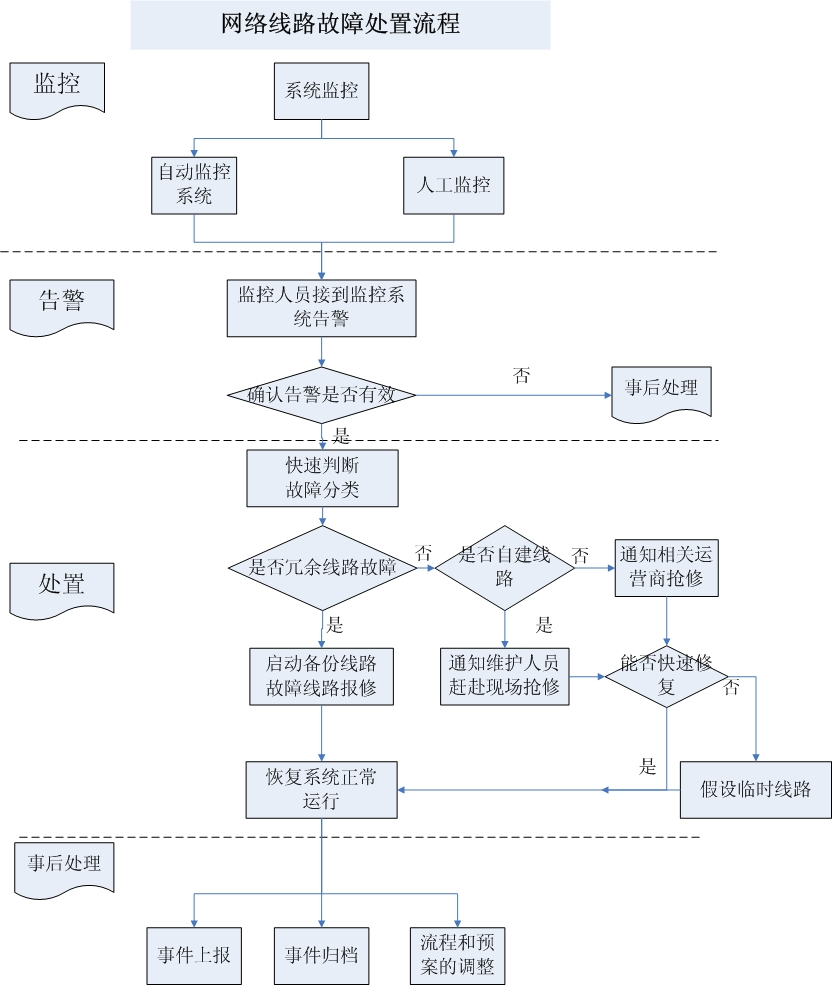 网络线路故障处置流程
监控
系统监控
自动监控
系统
人工监控
告警
监控人员接到监控系
统告警
确认告警是否有效
否
事后处理
是
快速判断
故障分类
处置
是否冗余线路故障
否
是否自建线
路
否
通知相关运
营商抢修
是
是
启动备份线路
故障线路报修
通知维护人员
赶赴现场抢修
能否快速修
复
否
是
恢复系统正常
运行
假设临时线路
事后处理
事件上报
事件归档
流程和预
案的调整